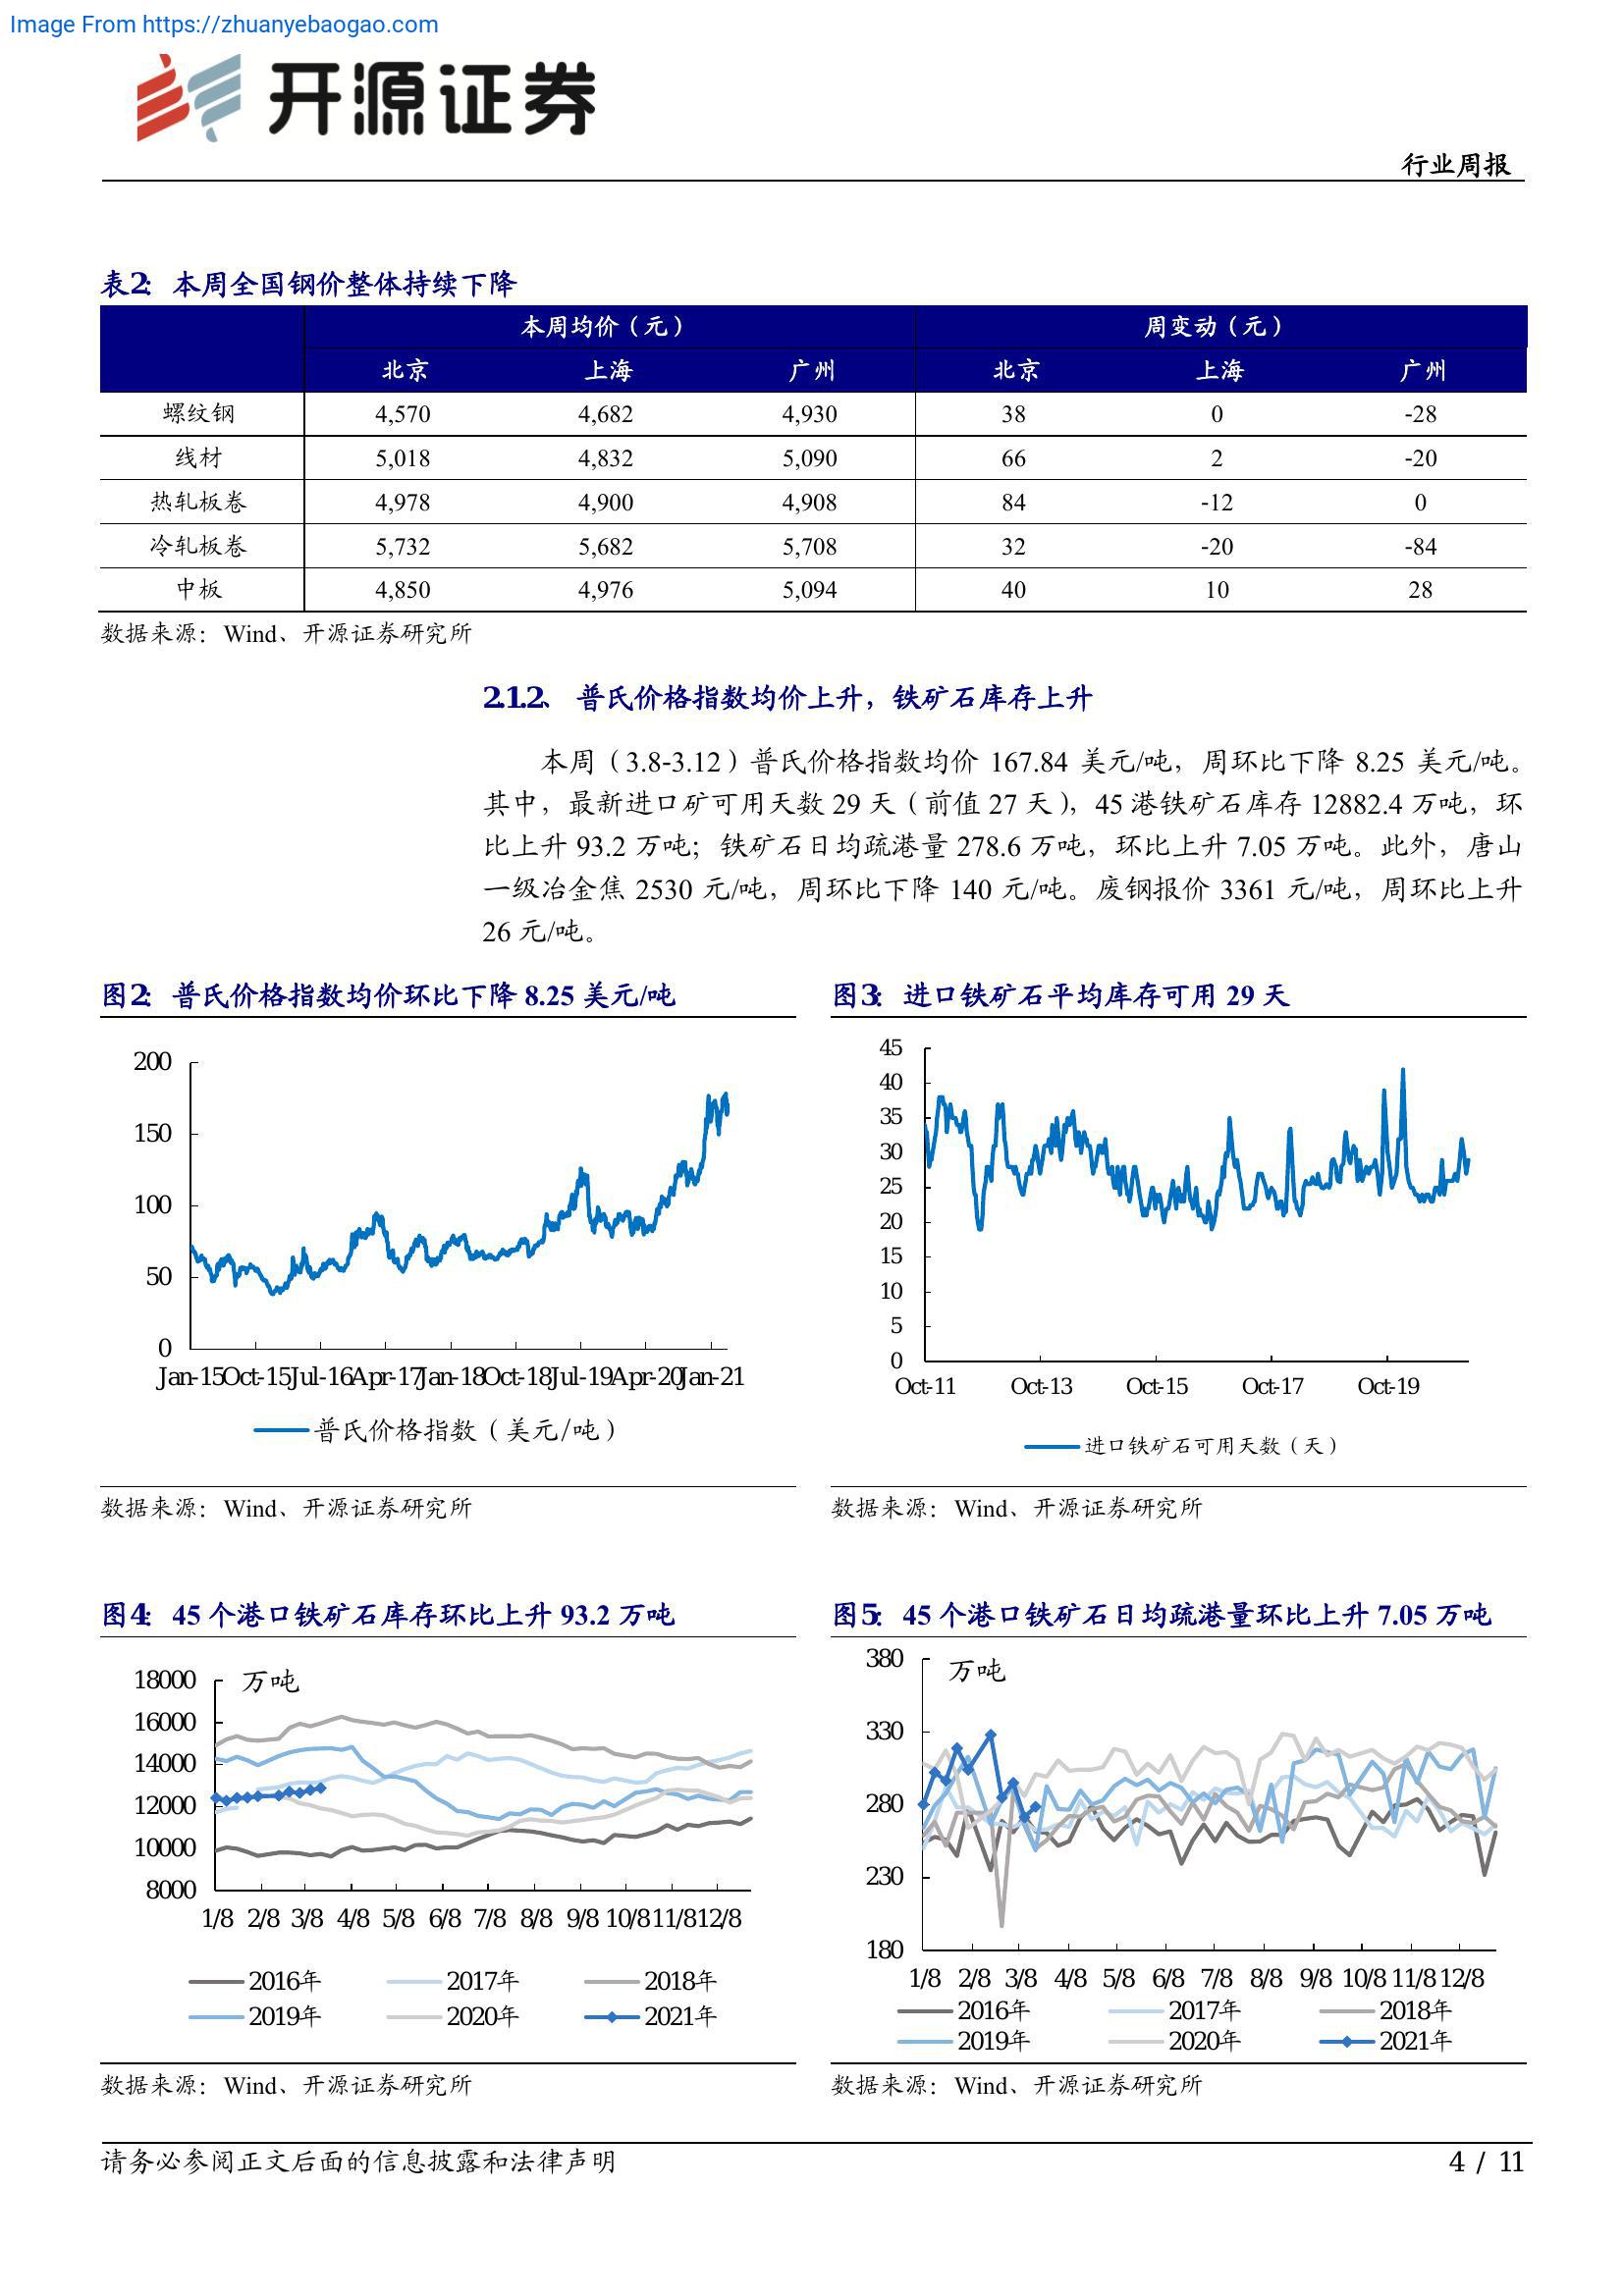 Image From https://zhuanyebaogao.com
开源证券
行业周报
表2: 本周全国钢价整体持续下降
本周均价（元） 周变动（元）
北京 上海 广州 北京 上海 广州
螺纹钢 4,570 4,682 4,930 38 0 -28
线材 5,018 4,832 5,090 66 2 -20
热轧板卷 4,978 4,900 4,908 84 -12 0
冷轧板卷 5,732 5,682 5,708 32 -20 -84
中板 4,850 4,976 5,094 40 10 28
数据来源：Wind、开源证券研究所
2.1.2、 普氏价格指数均价上升，铁矿石库存上升
本周（3.8-3.12）普氏价格指数均价 167.84 美元/吨，周环比下降 8.25 美元/吨。
其中，最新进口矿可用天数 29 天（前值 27 天），45 港铁矿石库存 12882.4 万吨，环
比上升 93.2 万吨；铁矿石日均疏港量 278.6 万吨，环比上升 7.05 万吨。此外，唐山
一级冶金焦 2530 元/吨，周环比下降 140 元/吨。废钢报价 3361 元/吨，周环比上升
26 元/吨。
图2: 普氏价格指数均价环比下降 8.25 美元/吨
200
150
100
50
0
Jan-15 Oct-15 Jul-16 Apr-17 Jan-18 Oct-18 Jul-19 Apr-20 Jan-21
普氏价格指数（美元/吨）
数据来源：Wind、开源证券研究所
图3: 进口铁矿石平均库存可用 29 天
45
40
35
30
25
20
15
10
5
0
Oct-11 Oct-13 Oct-15 Oct-17 Oct-19
进口铁矿石可用天数（天）
数据来源：Wind、开源证券研究所
图4: 45 个港口铁矿石库存环比上升 93.2 万吨
万吨
18000
16000
14000
12000
10000
8000
1/8 2/8 3/8 4/8 5/8 6/8 7/8 8/8 9/8 10/8 11/8 12/8
2016年 2017年 2018年
2019年 2020年 2021年
数据来源：Wind、开源证券研究所
图5: 45 个港口铁矿石日均疏港量环比上升 7.05 万吨
万吨
380
330
280
230
180
1/8 2/8 3/8 4/8 5/8 6/8 7/8 8/8 9/8 10/8 11/8 12/8
2016年 2017年 2018年
2019年 2020年 2021年
数据来源：Wind、开源证券研究所
请务必参阅正文后面的信息披露和法律声明
4 / 11